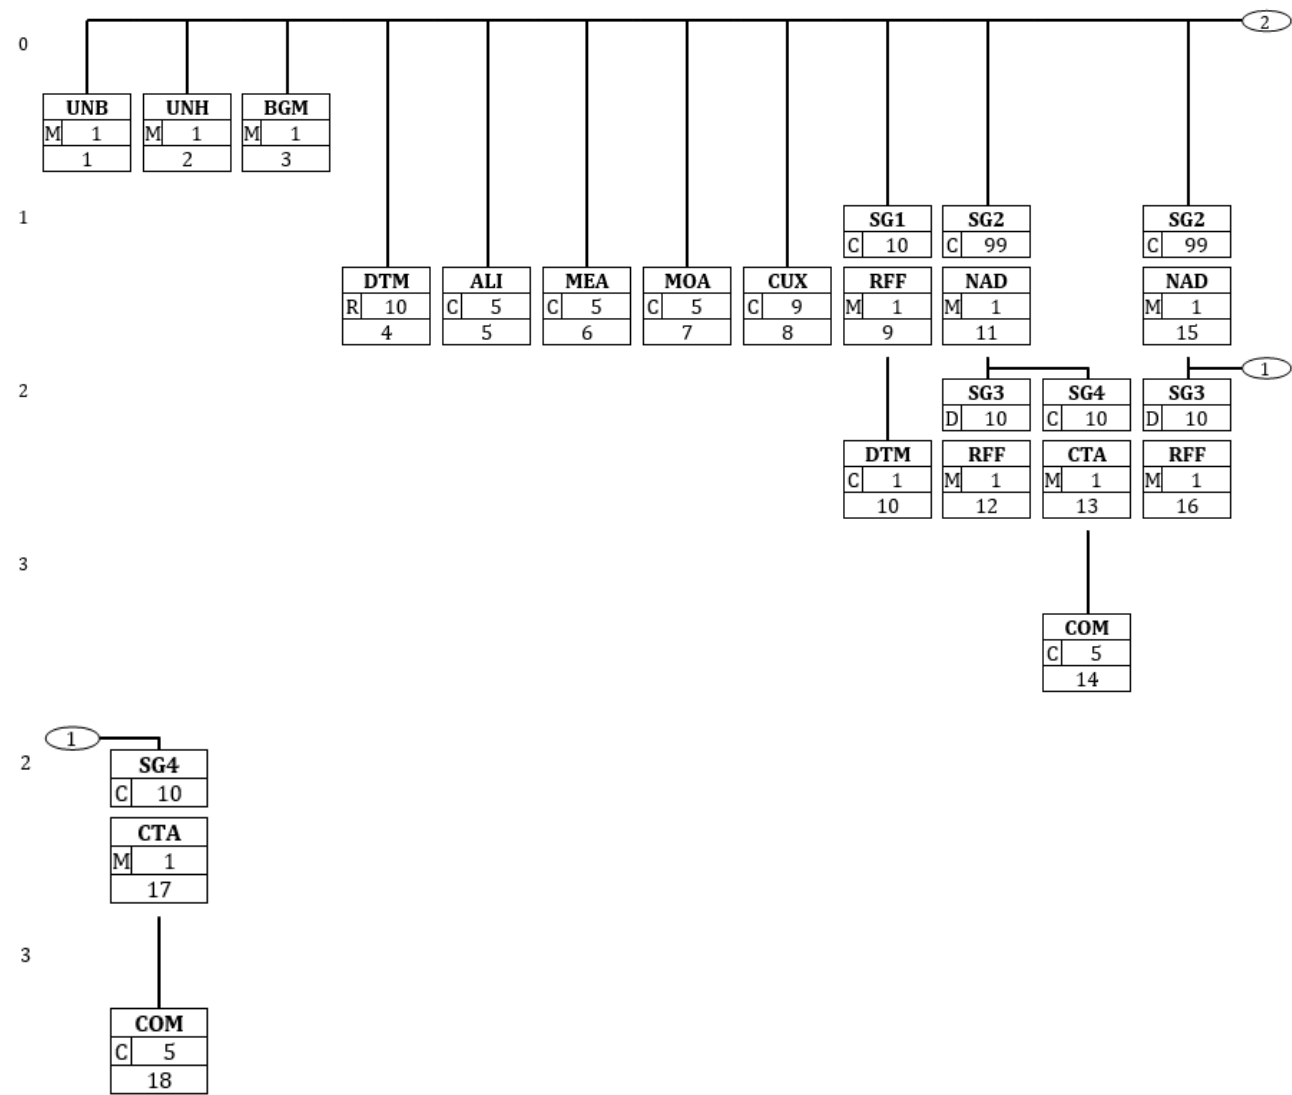 2
0
UNB UNH BGM
M 1 M 1 M 1
1 2 3
1
SG1 SG2 SG2
C 10 C 99 C 99
DTM ALI MEA MOA CUX RFF NAD NAD
R 10 C 5 C 5 C 5 C 9 M 1 M 1 M 1
4 5 6 7 8 9 11 15
1
2
SG3 SG4 SG3
D 10 C 10 D 10
DTM RFF CTA RFF
C 1 M 1 M 1 M 1
10 12 13 16
3
COM
C 5
14
1
2
SG4
C 10
CTA
M 1
17
3
COM
C 5
18